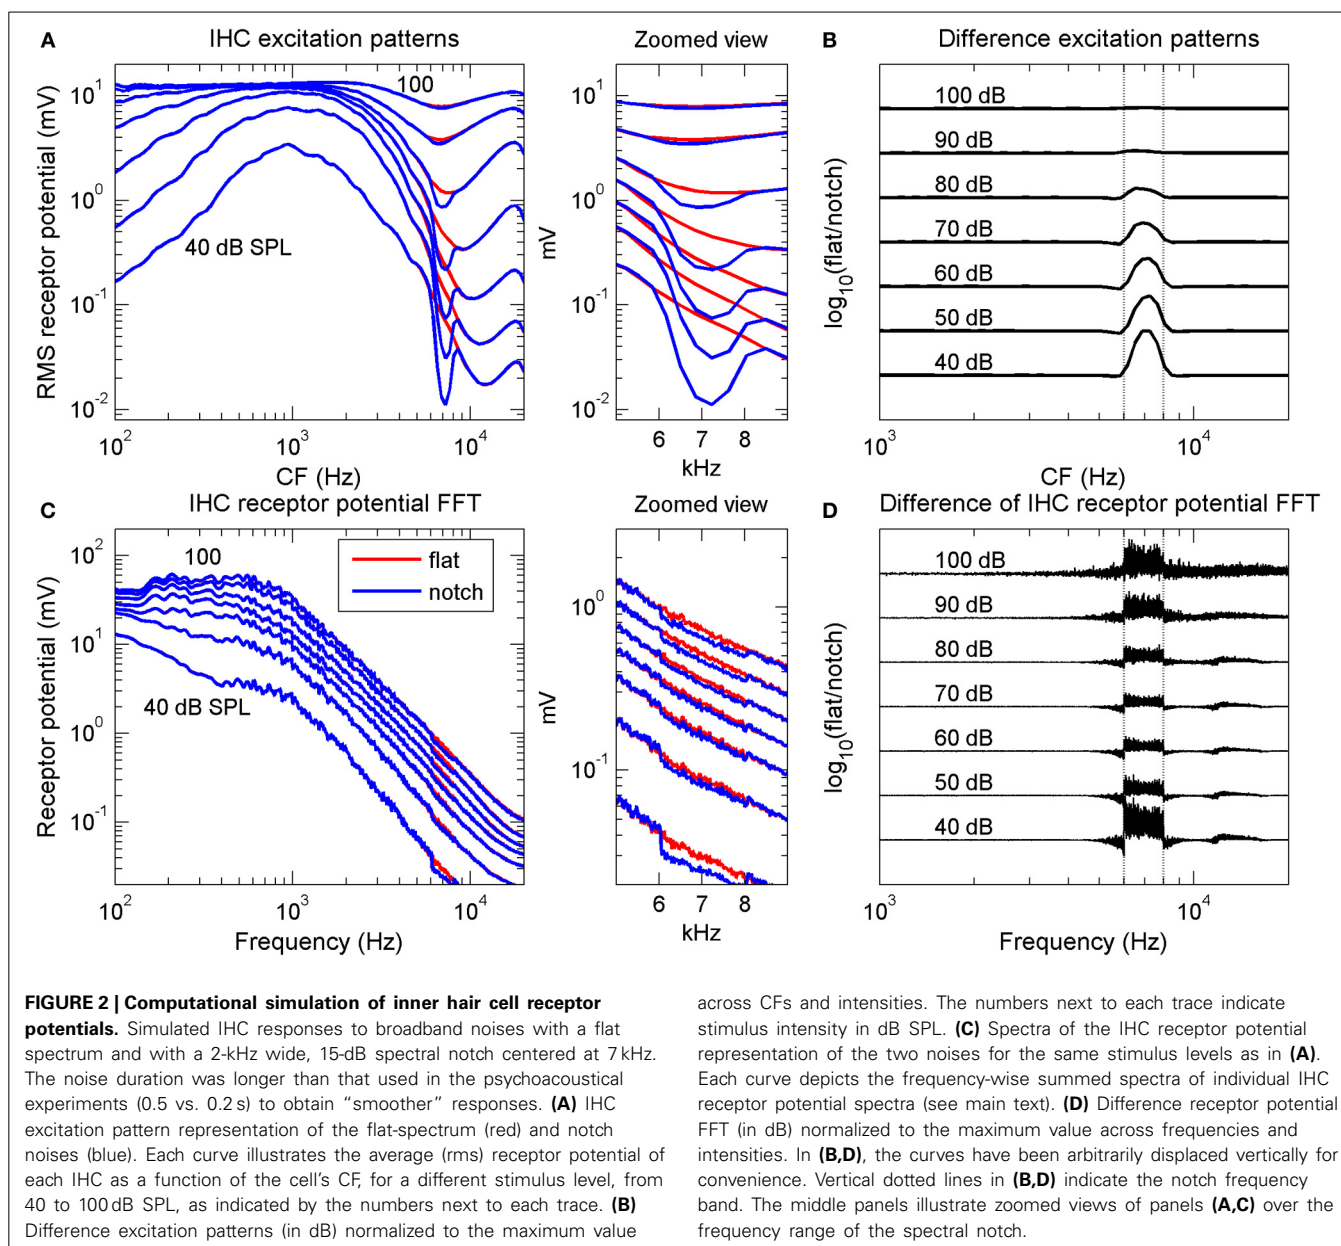 A
IHC excitation patterns
10^1
10^0
10^-1
10^-2
RMS receptor potential (mV)
100
40 dB SPL
10^2
10^3
10^4
CF (Hz)
Zoomed view
10^1
10^0
10^-1
10^-2
mV
6 7 8
kHz
B
Difference excitation patterns
log10(flat/notch)
100 dB
90 dB
80 dB
70 dB
60 dB
50 dB
40 dB
10^3
10^4
CF (Hz)
C
IHC receptor potential FFT
10^2
10^1
10^0
10^-1
Receptor potential (mV)
100
flat
notch
40 dB SPL
10^2
10^3
10^4
Frequency (Hz)
Zoomed view
10^0
10^-1
mV
6 7 8
kHz
D
Difference of IHC receptor potential FFT
log10(flat/notch)
100 dB
90 dB
80 dB
70 dB
60 dB
50 dB
40 dB
10^3
10^4
Frequency (Hz)
FIGURE 2 | Computational simulation of inner hair cell receptor
potentials. Simulated IHC responses to broadband noises with a flat
spectrum and with a 2-kHz wide, 15-dB spectral notch centered at 7 kHz.
The noise duration was longer than that used in the psychoacoustical
experiments (0.5 vs. 0.2 s) to obtain “smoother” responses. (A) IHC
excitation pattern representation of the flat-spectrum (red) and notch
noises (blue). Each curve illustrates the average (rms) receptor potential of
each IHC as a function of the cell's CF, for a different stimulus level, from
40 to 100 dB SPL, as indicated by the numbers next to each trace. (B)
Difference excitation patterns (in dB) normalized to the maximum value
across CFs and intensities. The numbers next to each trace indicate
stimulus intensity in dB SPL. (C) Spectra of the IHC receptor potential
representation of the two noises for the same stimulus levels as in (A).
Each curve depicts the frequency-wise summed spectra of individual IHC
receptor potential spectra (see main text). (D) Difference receptor potential
FFT (in dB) normalized to the maximum value across frequencies and
intensities. In (B,D), the curves have been arbitrarily displaced vertically for
convenience. Vertical dotted lines in (B,D) indicate the notch frequency
band. The middle panels illustrate zoomed views of panels (A,C) over the
frequency range of the spectral notch.